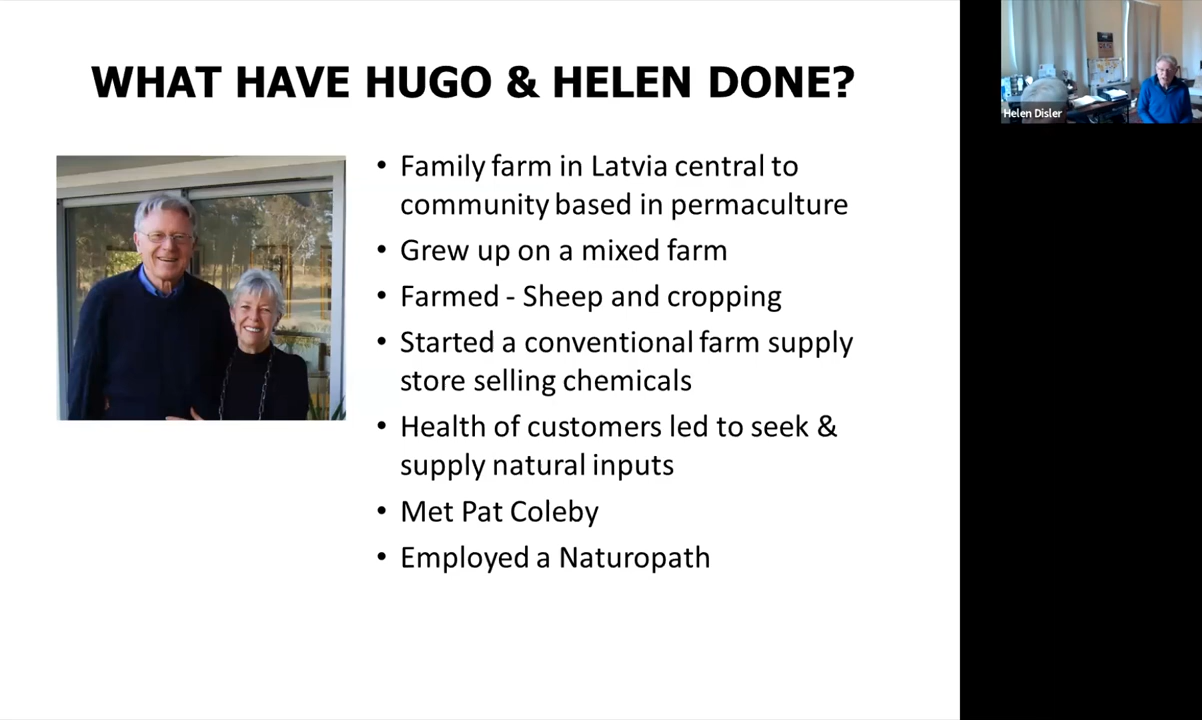 WHAT HAVE HUGO & HELEN DONE?
Helen Disler
• Family farm in Latvia central to
community based in permaculture
• Grew up on a mixed farm
• Farmed - Sheep and cropping
• Started a conventional farm supply
store selling chemicals
• Health of customers led to seek &
supply natural inputs
• Met Pat Coleby
• Employed a Naturopath